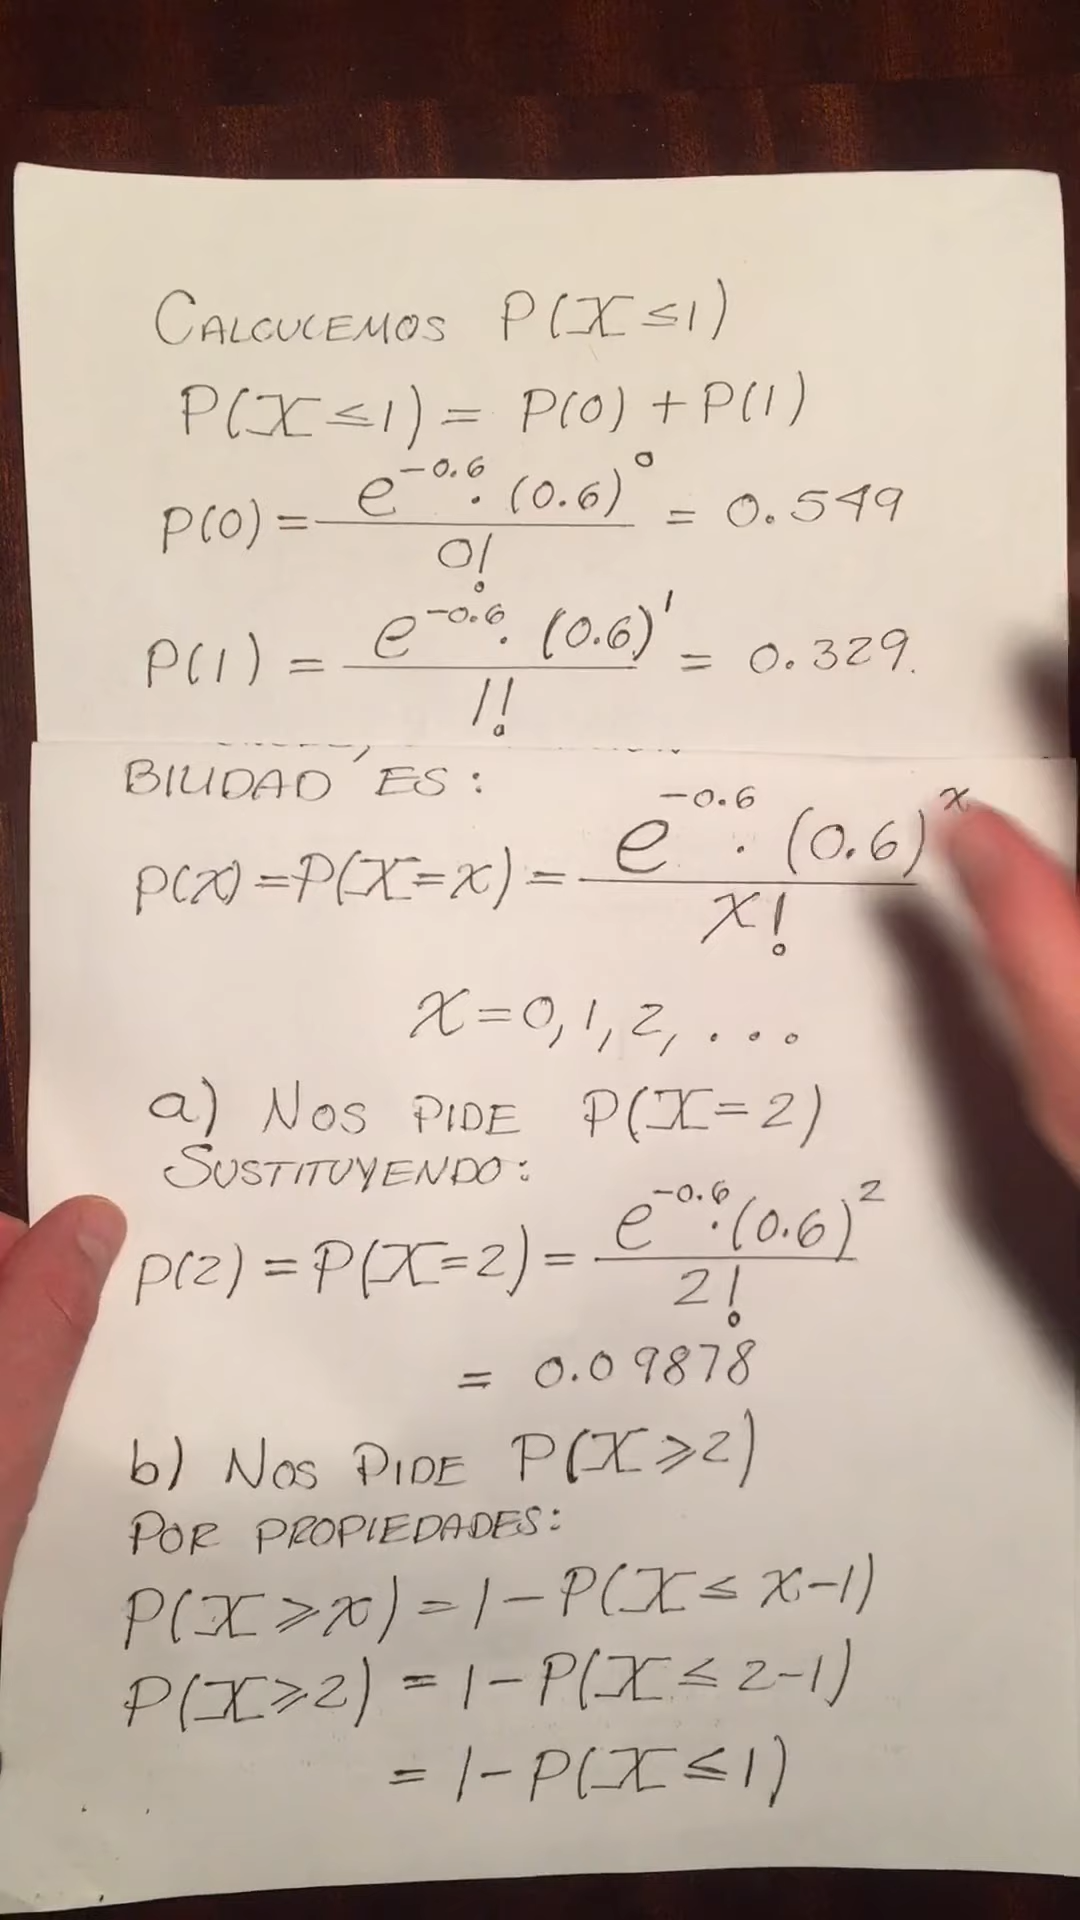 CALCULEMOS P(X ≤ 1)
P(X ≤ 1) = P(0) + P(1)
P(0) = e^-0.6 · (0.6)^0 / 0! = 0.549
P(1) = e^-0.6 · (0.6)^1 / 1! = 0.329.
BILIDAD ES:
p(x) = P(X = x) = e^-0.6 · (0.6)^x / x!
x = 0, 1, 2, . . .
a) NOS PIDE P(X = 2)
SUSTITUYENDO:
p(2) = P(X = 2) = e^-0.6 · (0.6)^2 / 2!
= 0.09878
b) NOS PIDE P(X ⩾ 2)
POR PROPIEDADES:
P(X ⩾ x) = 1 - P(X ≤ x-1)
P(X ⩾ 2) = 1 - P(X ≤ 2-1)
= 1 - P(X ≤ 1)